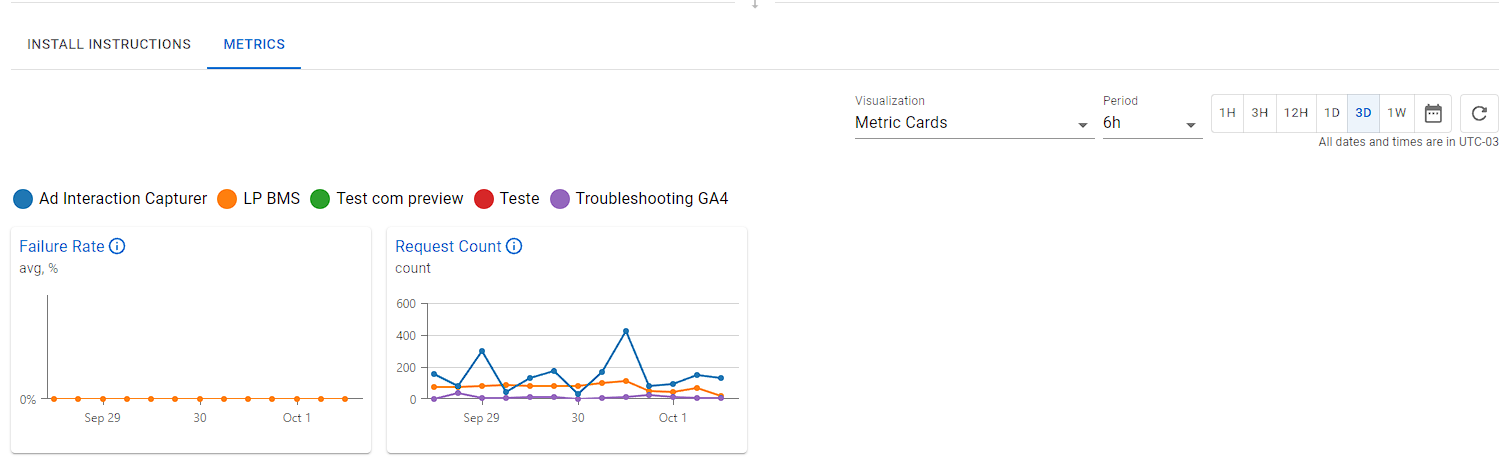 INSTALL INSTRUCTIONS METRICS
Visualization Period
Metric Cards 6h 1H 3H 12H 1D 3D 1W
All dates and times are in UTC-03
Ad Interaction Capturer LP BMS Test com preview Teste Troubleshooting GA4
Failure Rate
avg, %
0%
Sep 29 30 Oct 1
Request Count
count
600
400
200
0
Sep 29 30 Oct 1